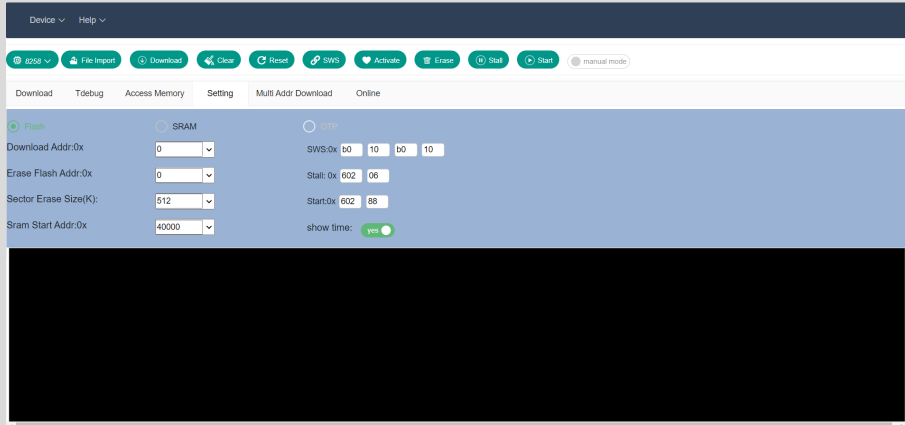 Device Help
8258 File Import Download Clear Reset SWS Activate Erase Stall Start manual mode
Download Tdebug Access Memory Setting Multi Addr Download Online
Flash SRAM OTP
Download Addr:0x 0 SWS:0x b0 10 b0 10
Erase Flash Addr:0x 0 Stall: 0x 602 06
Sector Erase Size(K): 512 Start:0x 602 88
Sram Start Addr:0x 40000 show time: yes